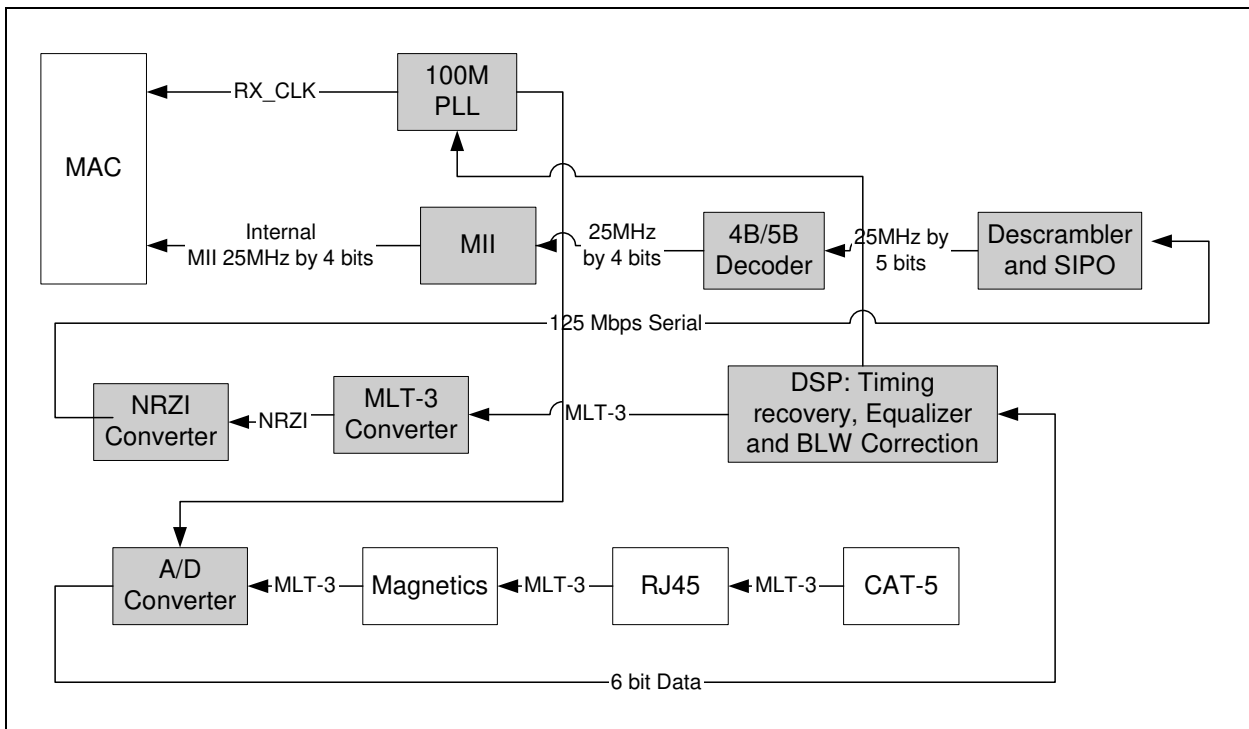 RX_CLK
100M
PLL
MAC
Internal
MII 25MHz by 4 bits
MII
25MHz
by 4 bits
4B/5B
Decoder
25MHz by
5 bits
Descrambler
and SIPO
125 Mbps Serial
NRZI
Converter
NRZI
MLT-3
Converter
MLT-3
DSP: Timing
recovery, Equalizer
and BLW Correction
A/D
Converter
MLT-3
Magnetics
MLT-3
RJ45
MLT-3
CAT-5
6 bit Data